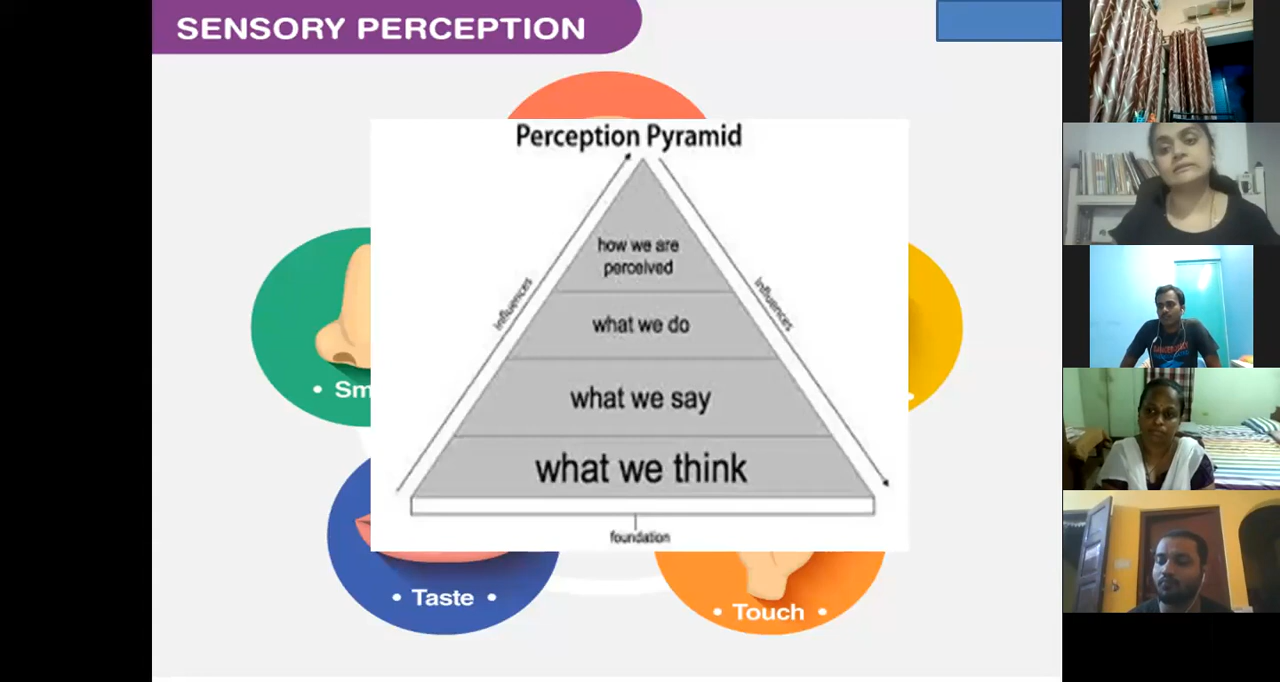 SENSORY PERCEPTION
Perception Pyramid
how we are
perceived
influences
influences
what we do
• Sm
what we say
what we think
foundation
• Taste •
• Touch •